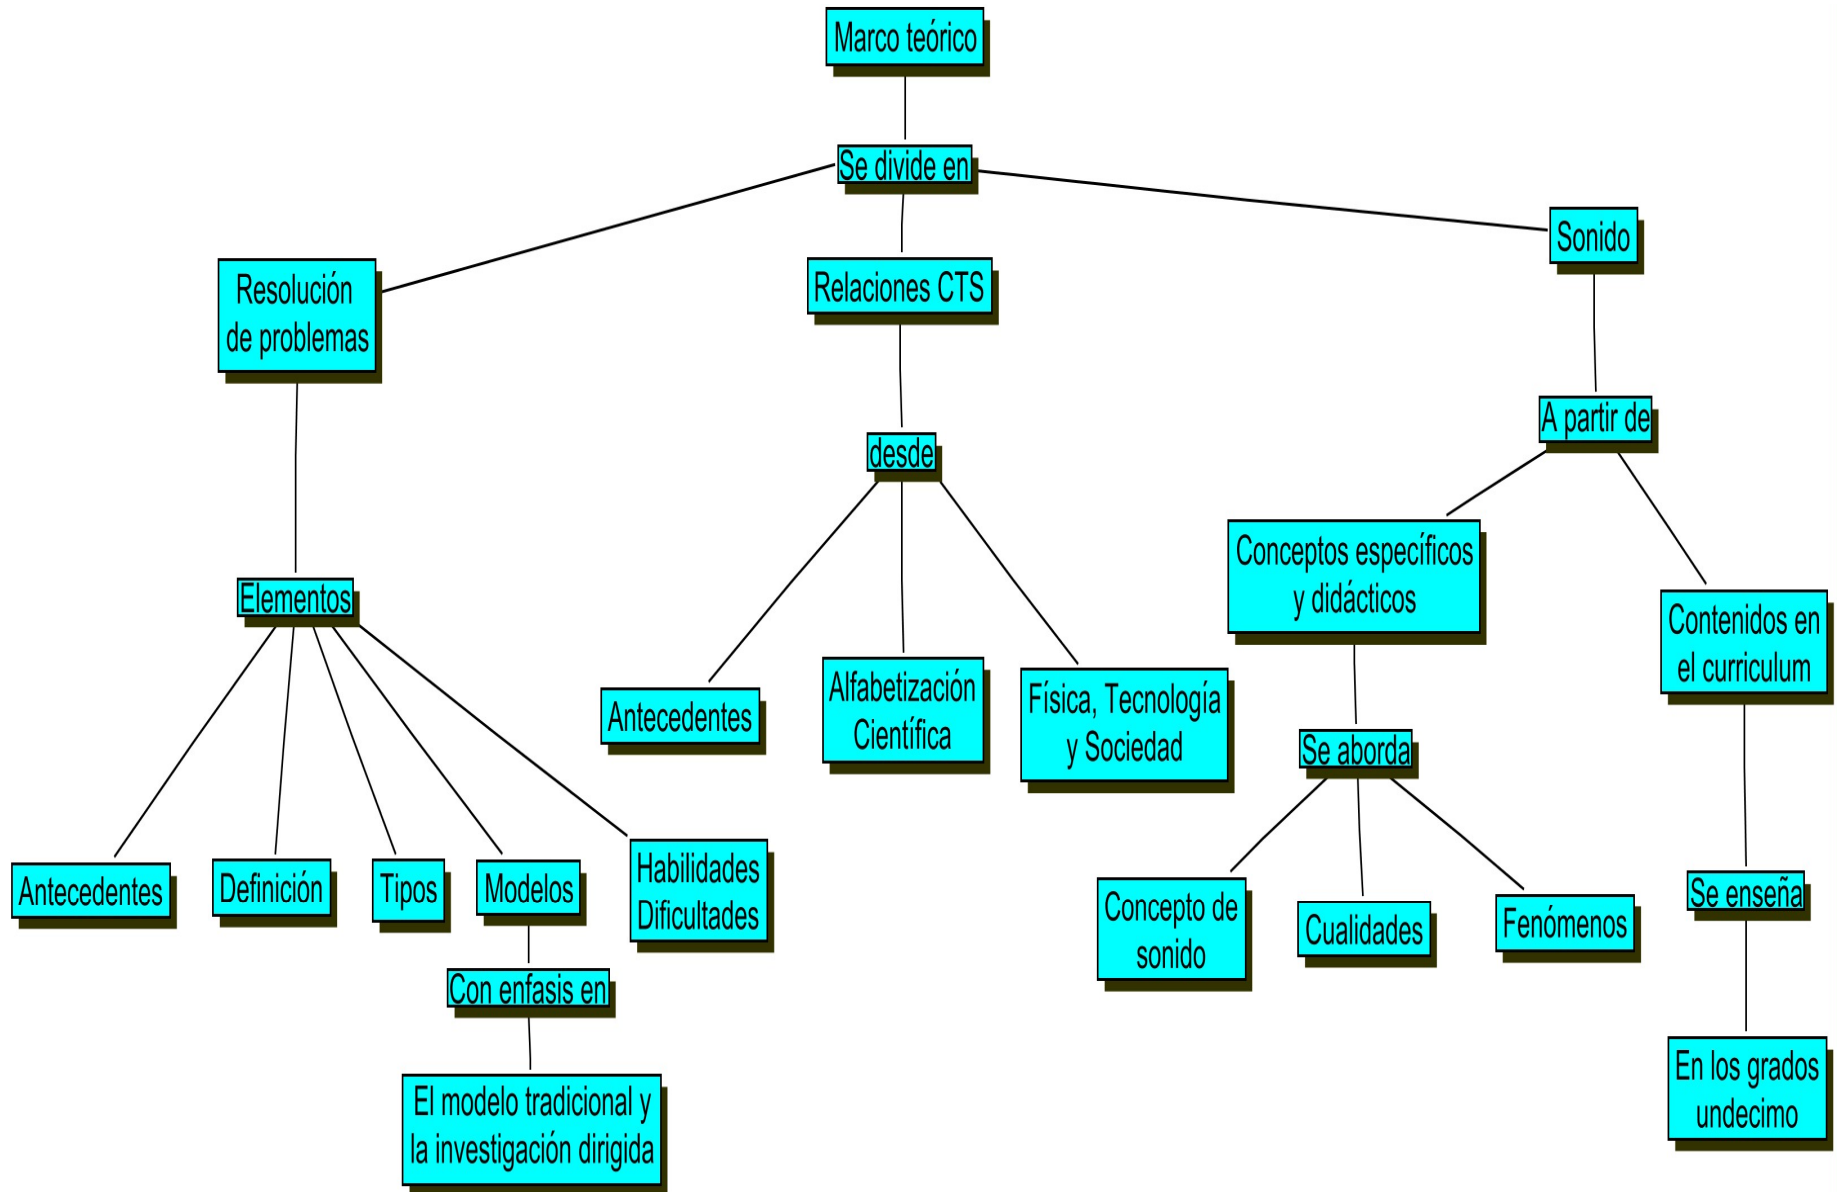 Marco teórico
Se divide en
Resolución
de problemas
Relaciones CTS
Sonido
Elementos
desde
A partir de
Antecedentes
Definición
Tipos
Modelos
Habilidades
Dificultades
Con enfasis en
El modelo tradicional y
la investigación dirigida
Antecedentes
Alfabetización
Científica
Física, Tecnología
y Sociedad
Conceptos específicos
y didácticos
Se aborda
Concepto de
sonido
Cualidades
Fenómenos
Contenidos en
el curriculum
Se enseña
En los grados
undecimo